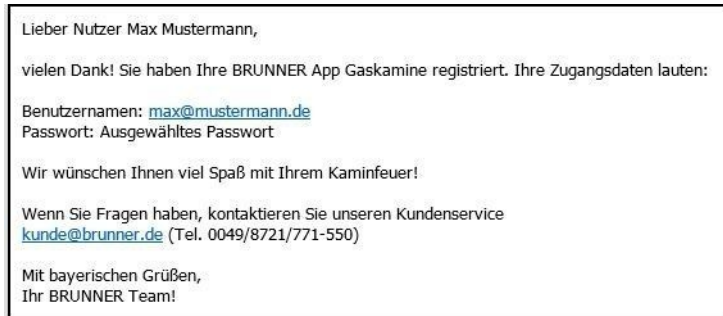 Lieber Nutzer Max Mustermann,
vielen Dank! Sie haben Ihre BRUNNER App Gaskamine registriert. Ihre Zugangsdaten lauten:
Benutzernamen: max@mustermann.de
Passwort: Ausgewähltes Passwort
Wir wünschen Ihnen viel Spaß mit Ihrem Kaminfeuer!
Wenn Sie Fragen haben, kontaktieren Sie unseren Kundenservice
kunde@brunner.de (Tel. 0049/8721/771-550)
Mit bayerischen Grüßen,
Ihr BRUNNER Team!